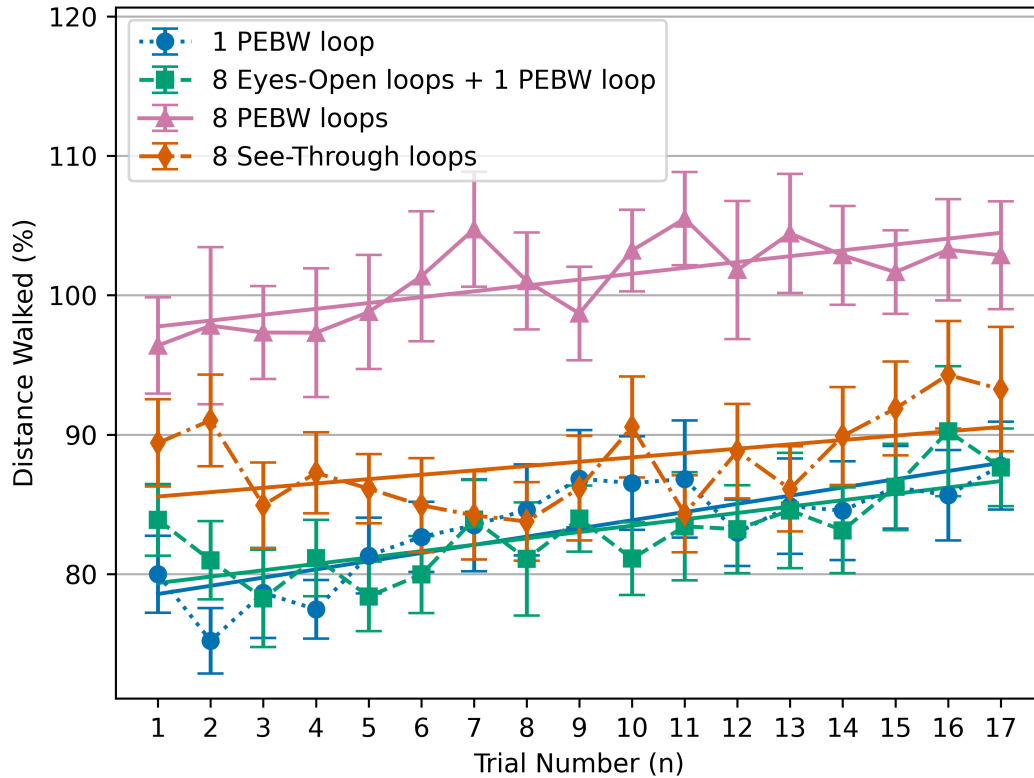 120
110
100
90
80
Distance Walked (%)
1 PEBW loop
8 Eyes-Open loops + 1 PEBW loop
8 PEBW loops
8 See-Through loops
1 2 3 4 5 6 7 8 9 10 11 12 13 14 15 16 17
Trial Number (n)